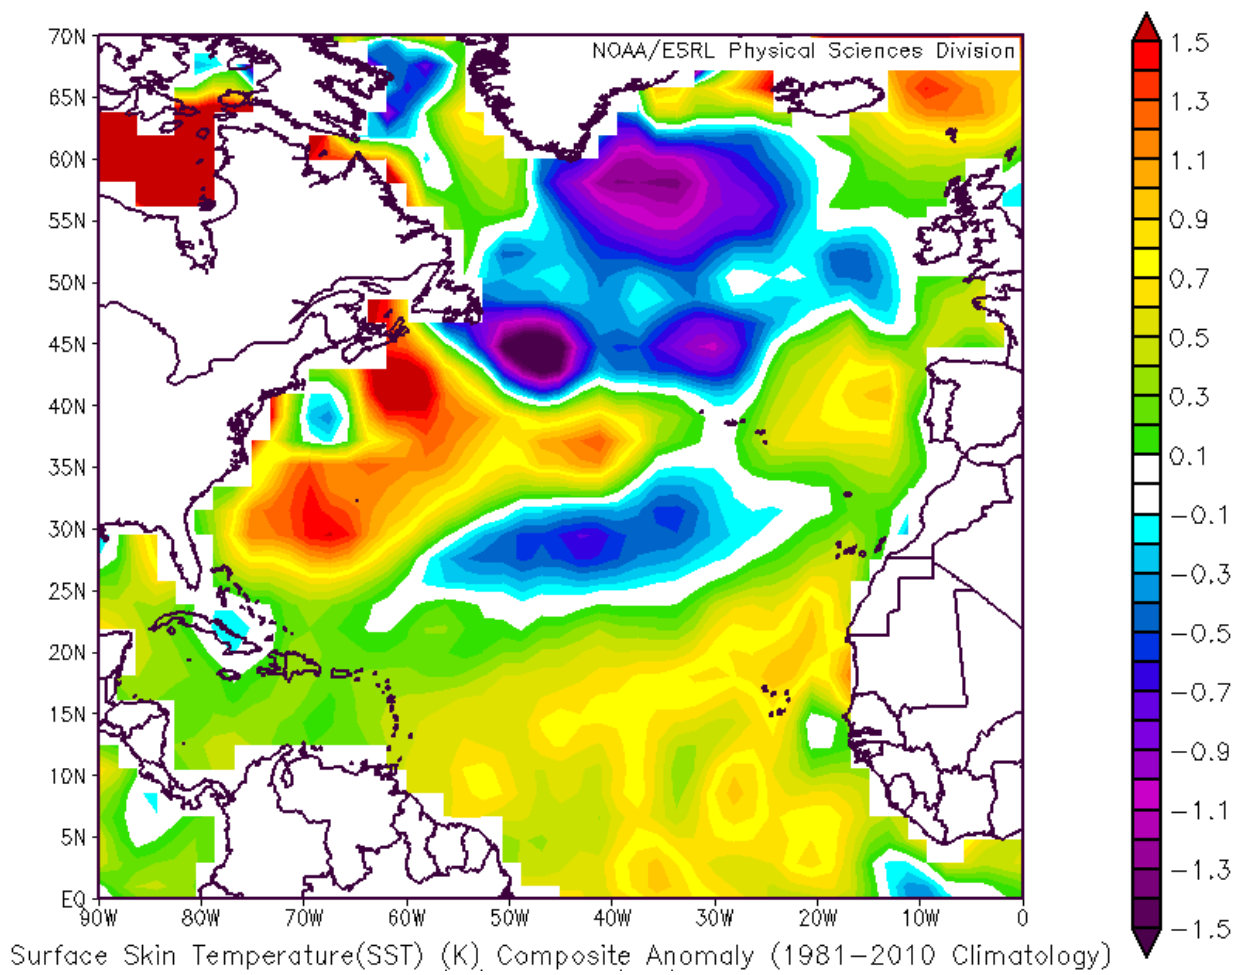 NOAA/ESRL Physical Sciences Division
70N
65N
60N
55N
50N
45N
40N
35N
30N
25N
20N
15N
10N
5N
EQ
90W 80W 70W 60W 50W 40W 30W 20W 10W 0
1.5
1.3
1.1
0.9
0.7
0.5
0.3
0.1
−0.1
−0.3
−0.5
−0.7
−0.9
−1.1
−1.3
−1.5
Surface Skin Temperature(SST) (K) Composite Anomaly (1981−2010 Climatology)